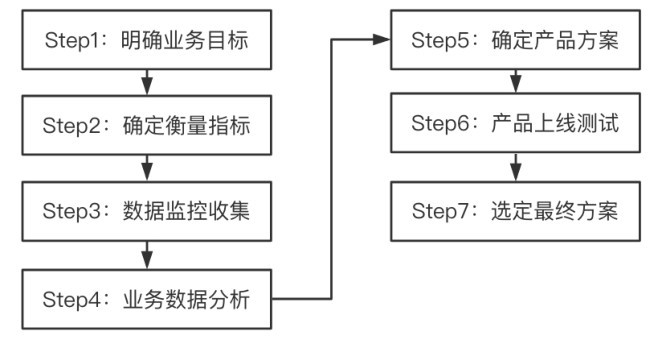 Step1：明确业务目标
Step2：确定衡量指标
Step3：数据监控收集
Step4：业务数据分析
Step5：确定产品方案
Step6：产品上线测试
Step7：选定最终方案